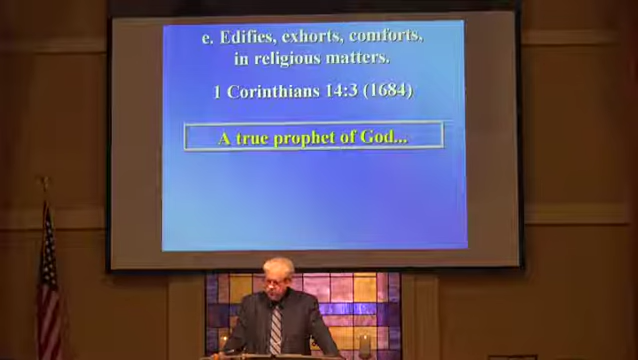 e. Edifies, exhorts, comforts,
in religious matters.
1 Corinthians 14:3 (1684)
A true prophet of God...